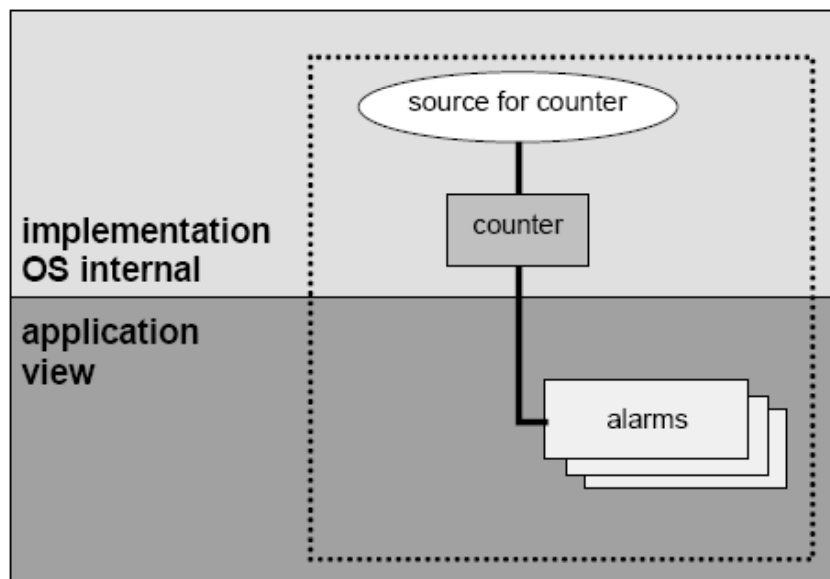 source for counter
counter
implementation
OS internal
application
view
alarms